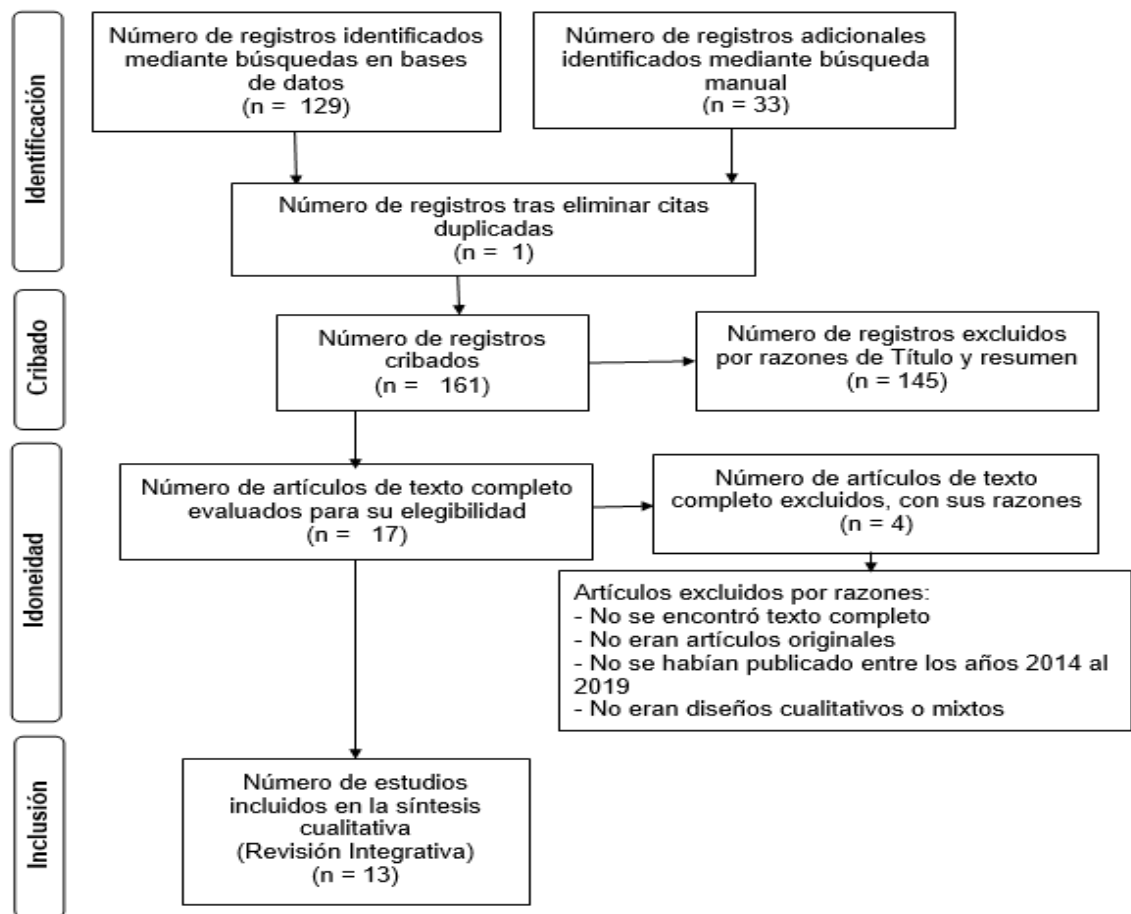 Identificación
Número de registros identificados
mediante búsquedas en bases
de datos
(n = 129)
Número de registros adicionales
identificados mediante búsqueda
manual
(n = 33)
Número de registros tras eliminar citas
duplicadas
(n = 1)
Cribado
Número de registros
cribados
(n = 161)
Número de registros excluidos
por razones de Título y resumen
(n = 145)
Idoneidad
Número de artículos de texto completo
evaluados para su elegibilidad
(n = 17)
Número de artículos de texto
completo excluidos, con sus razones
(n = 4)
Artículos excluidos por razones:
- No se encontró texto completo
- No eran artículos originales
- No se habían publicado entre los años 2014 al
2019
- No eran diseños cualitativos o mixtos
Inclusión
Número de estudios
incluidos en la síntesis
cualitativa
(Revisión Integrativa)
(n = 13)